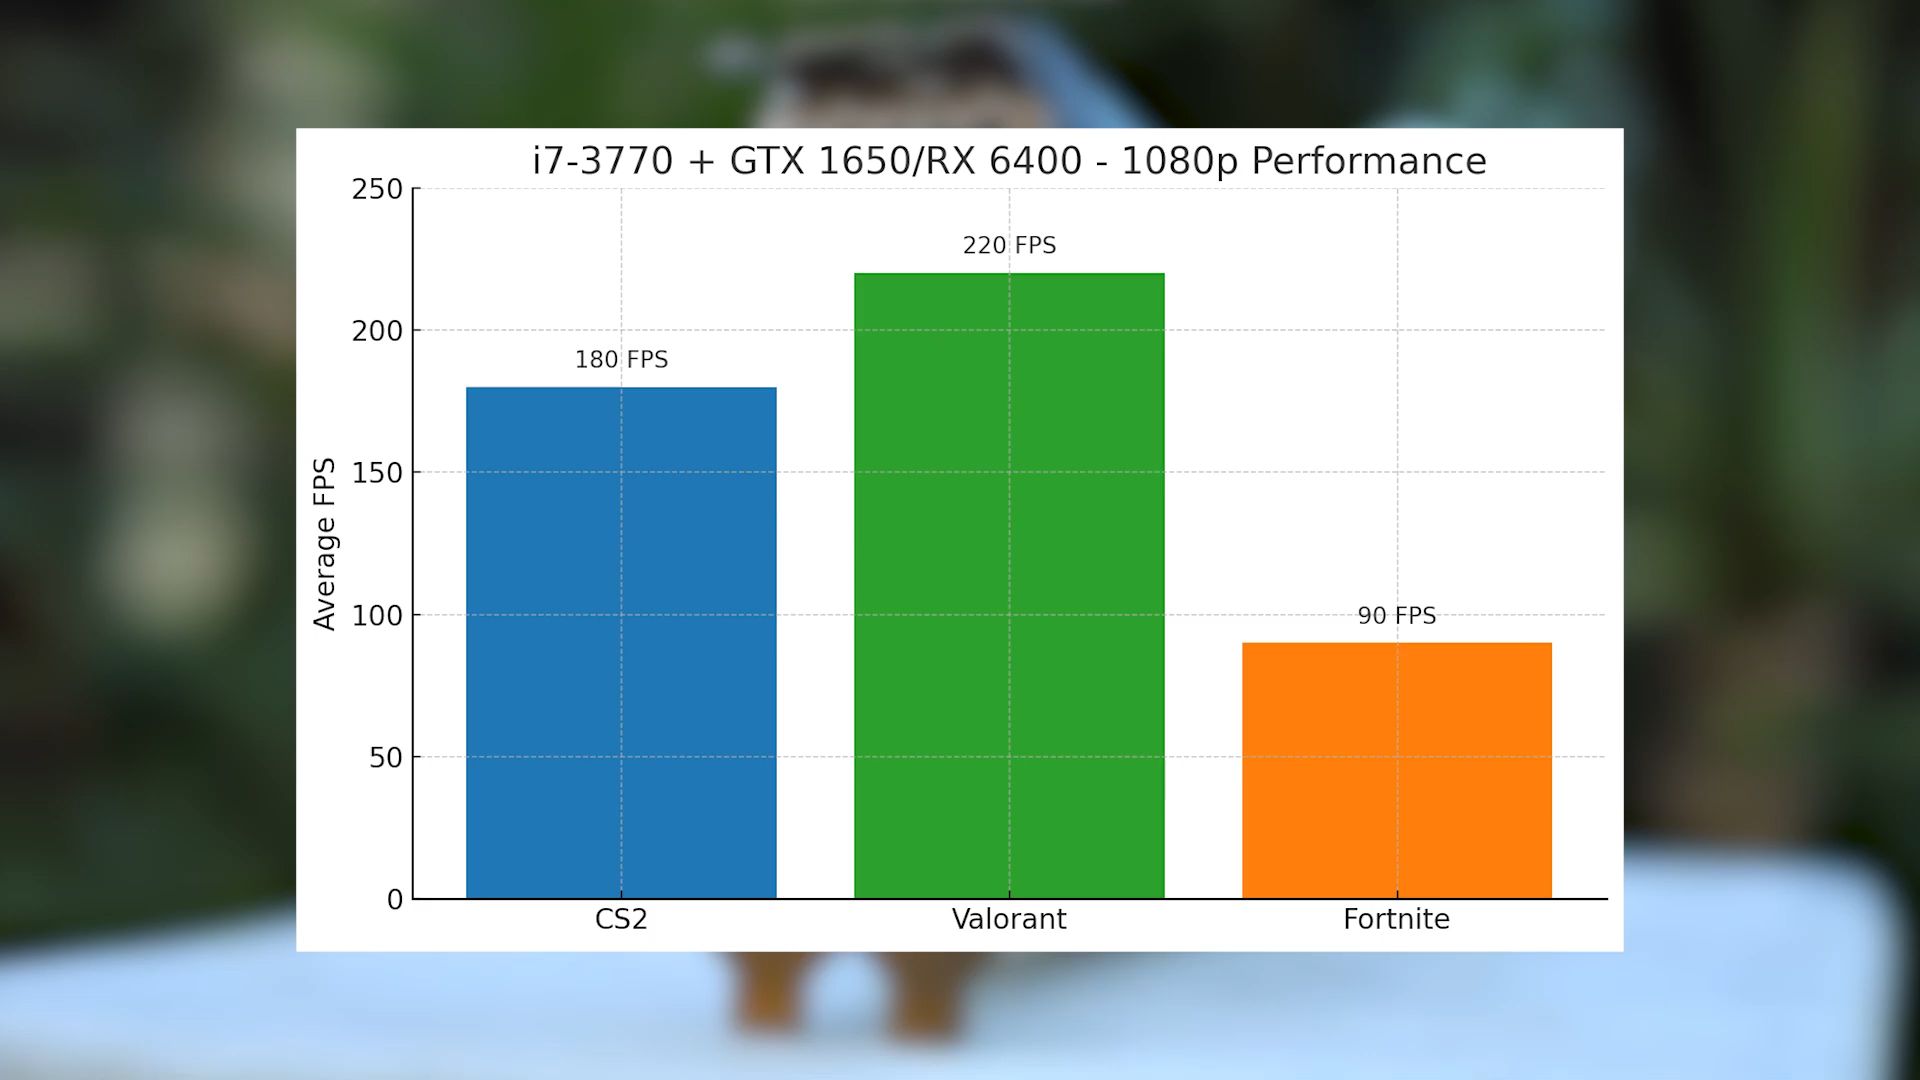 i7-3770 + GTX 1650/RX 6400 - 1080p Performance
Average FPS
250
200
150
100
50
0
180 FPS
220 FPS
90 FPS
CS2
Valorant
Fortnite